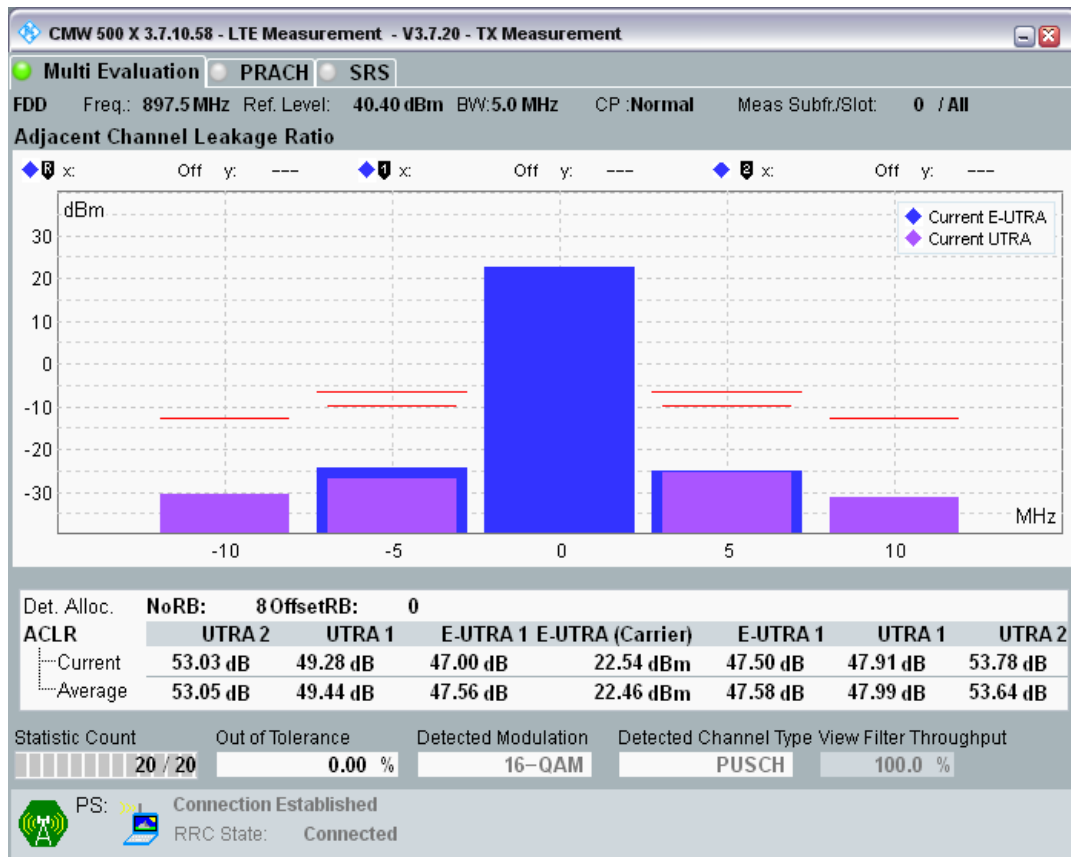 CMW 500 X 3.7.10.58 - LTE Measurement - V3.7.20 - TX Measurement
Multi Evaluation PRACH SRS
FDD Freq.: 897.5 MHz Ref. Level: 40.40 dBm BW:5.0 MHz CP :Normal Meas Subfr./Slot: 0 / All
Adjacent Channel Leakage Ratio
R x: Off y: --- 1 x: Off y: --- 2 x: Off y: ---
dBm
Current E-UTRA
Current UTRA
30
20
10
0
-10
-20
-30
MHz
-10 -5 0 5 10
Det. Alloc. NoRB: 8 OffsetRB: 0
ACLR UTRA 2 UTRA 1 E-UTRA 1 E-UTRA (Carrier) E-UTRA 1 UTRA 1 UTRA 2
Current 53.03 dB 49.28 dB 47.00 dB 22.54 dBm 47.50 dB 47.91 dB 53.78 dB
Average 53.05 dB 49.44 dB 47.56 dB 22.46 dBm 47.58 dB 47.99 dB 53.64 dB
Statistic Count Out of Tolerance Detected Modulation Detected Channel Type View Filter Throughput
20 / 20 0.00 % 16-QAM PUSCH 100.0 %
PS: Connection Established
RRC State: Connected